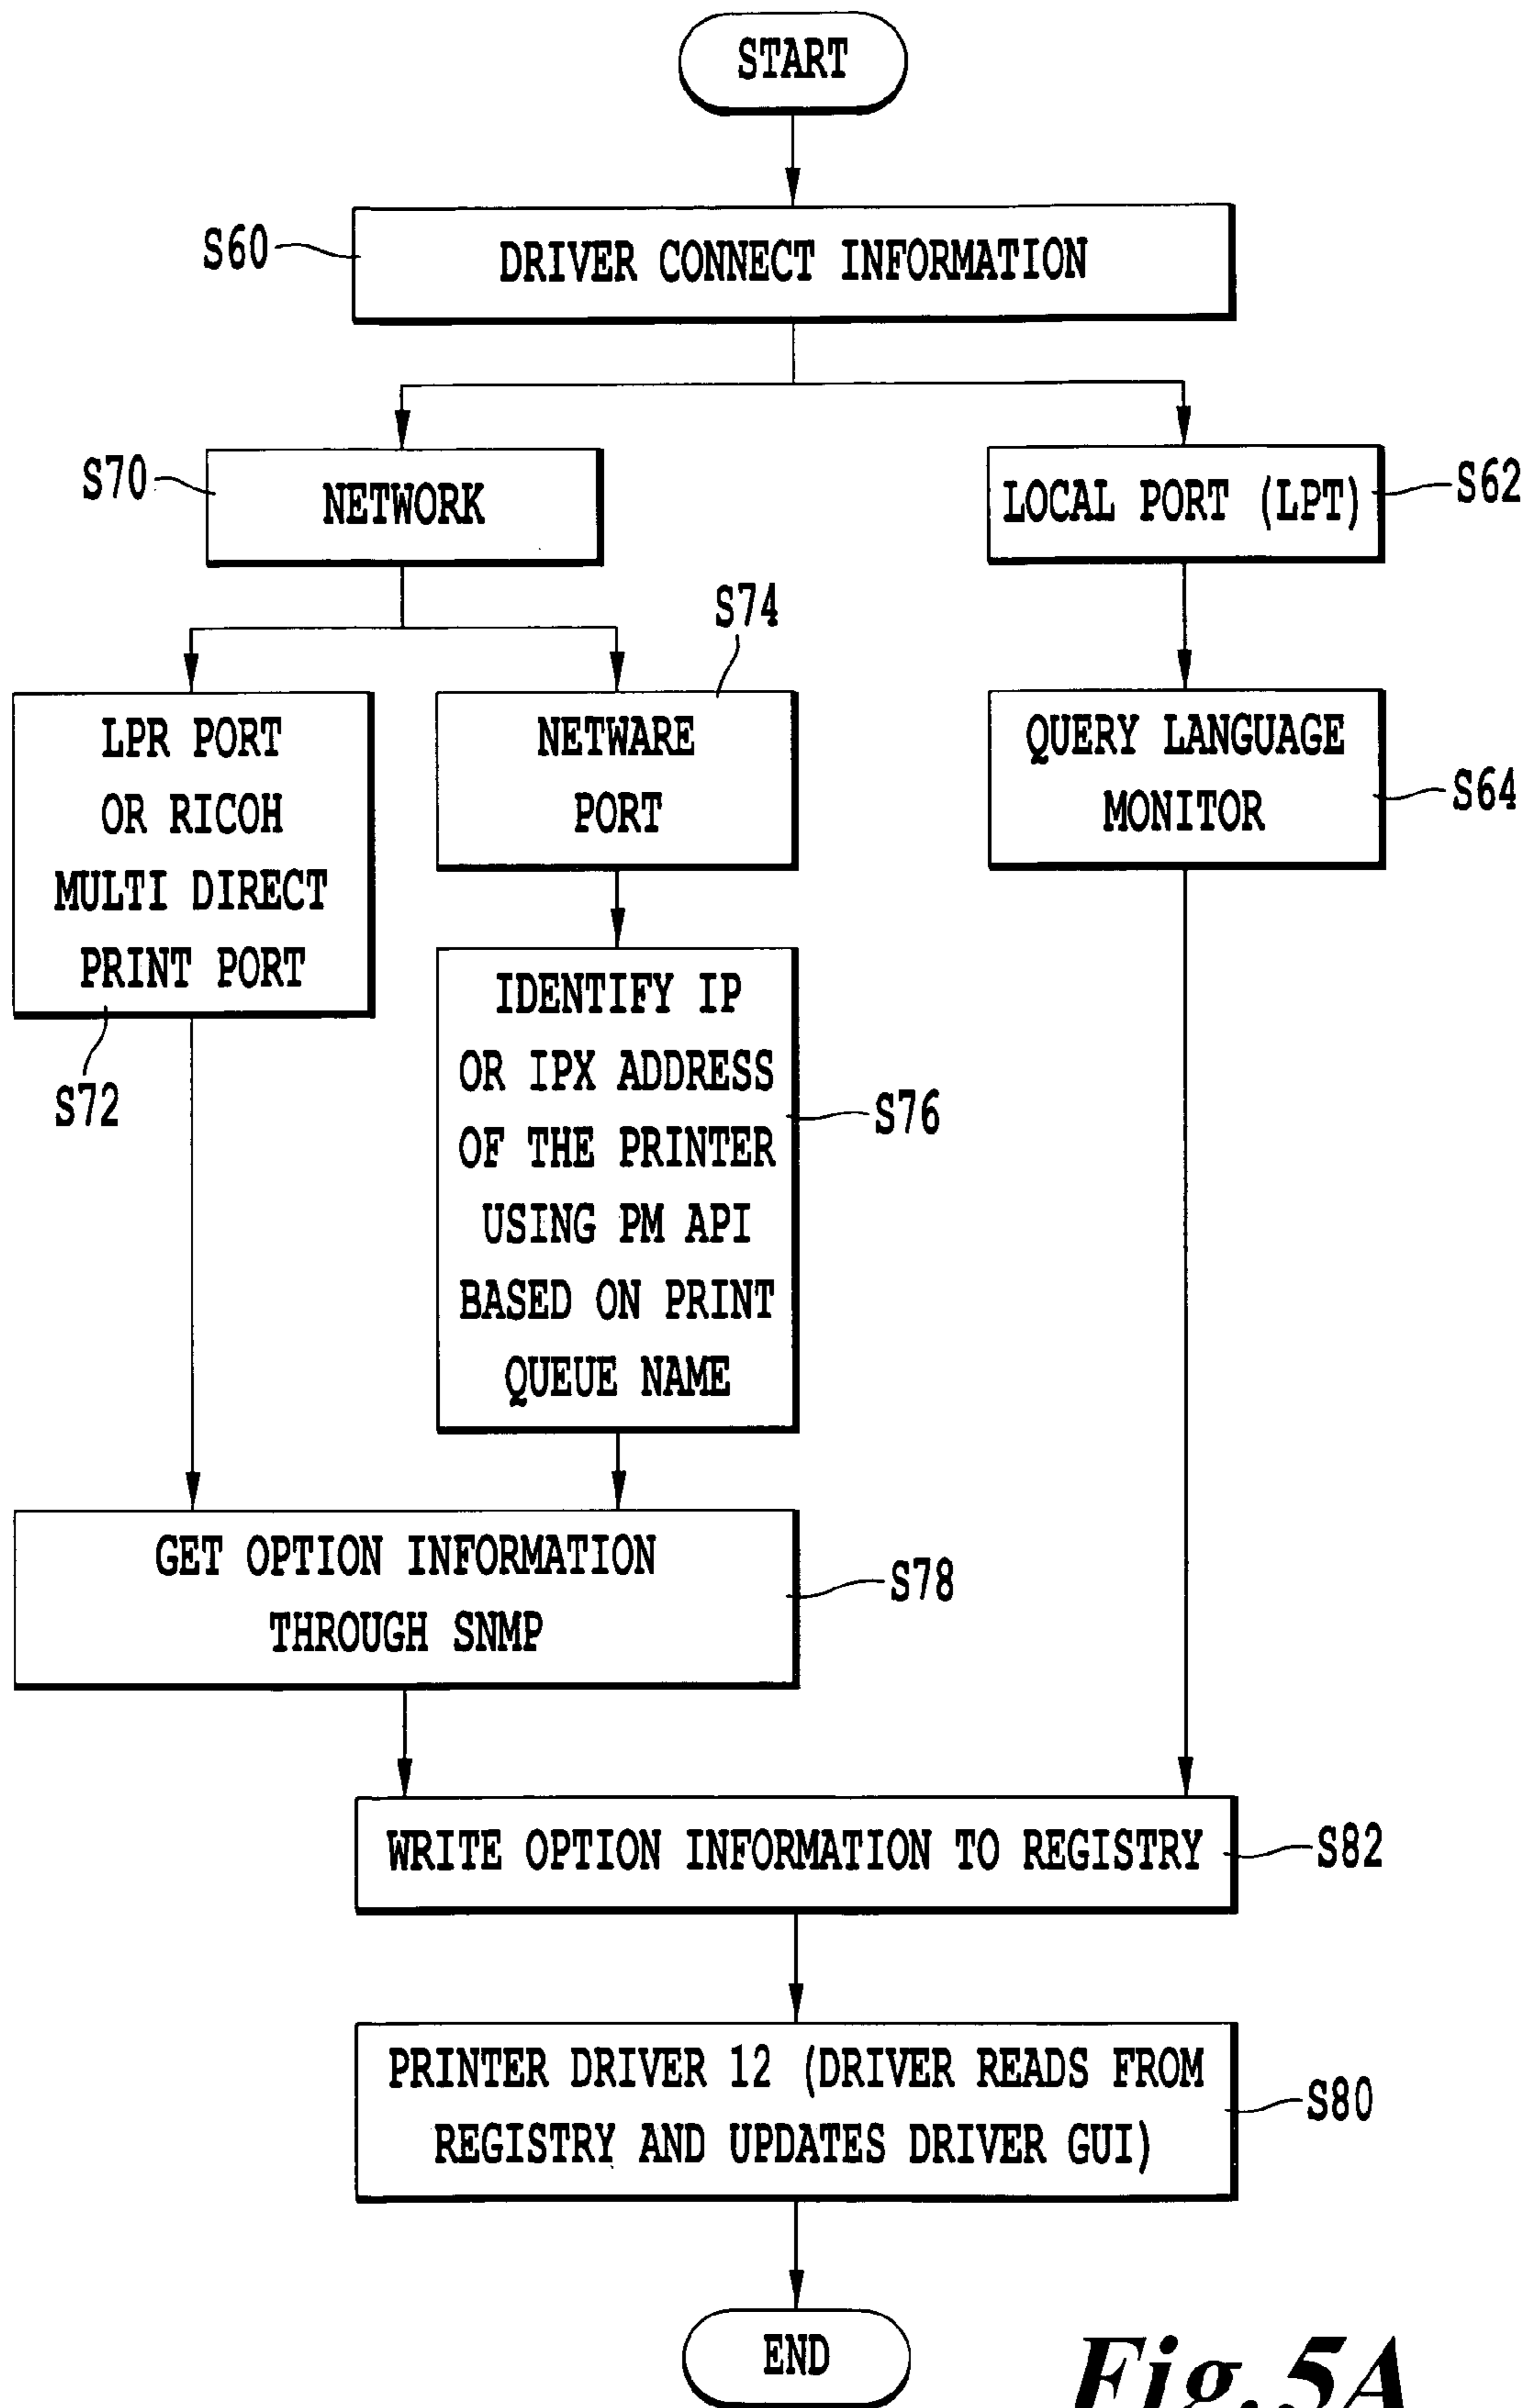 START
S60
DRIVER CONNECT INFORMATION
S70
NETWORK
LOCAL PORT (LPT)
S62
S74
LPR PORT
OR RICOH
MULTI DIRECT
PRINT PORT
S72
NETWARE
PORT
QUERY LANGUAGE
MONITOR
S64
IDENTIFY IP
OR IPX ADDRESS
OF THE PRINTER
USING PM API
BASED ON PRINT
QUEUE NAME
S76
GET OPTION INFORMATION
THROUGH SNMP
S78
WRITE OPTION INFORMATION TO REGISTRY
S82
PRINTER DRIVER 12 (DRIVER READS FROM
REGISTRY AND UPDATES DRIVER GUI)
S80
END
Fig. 5A